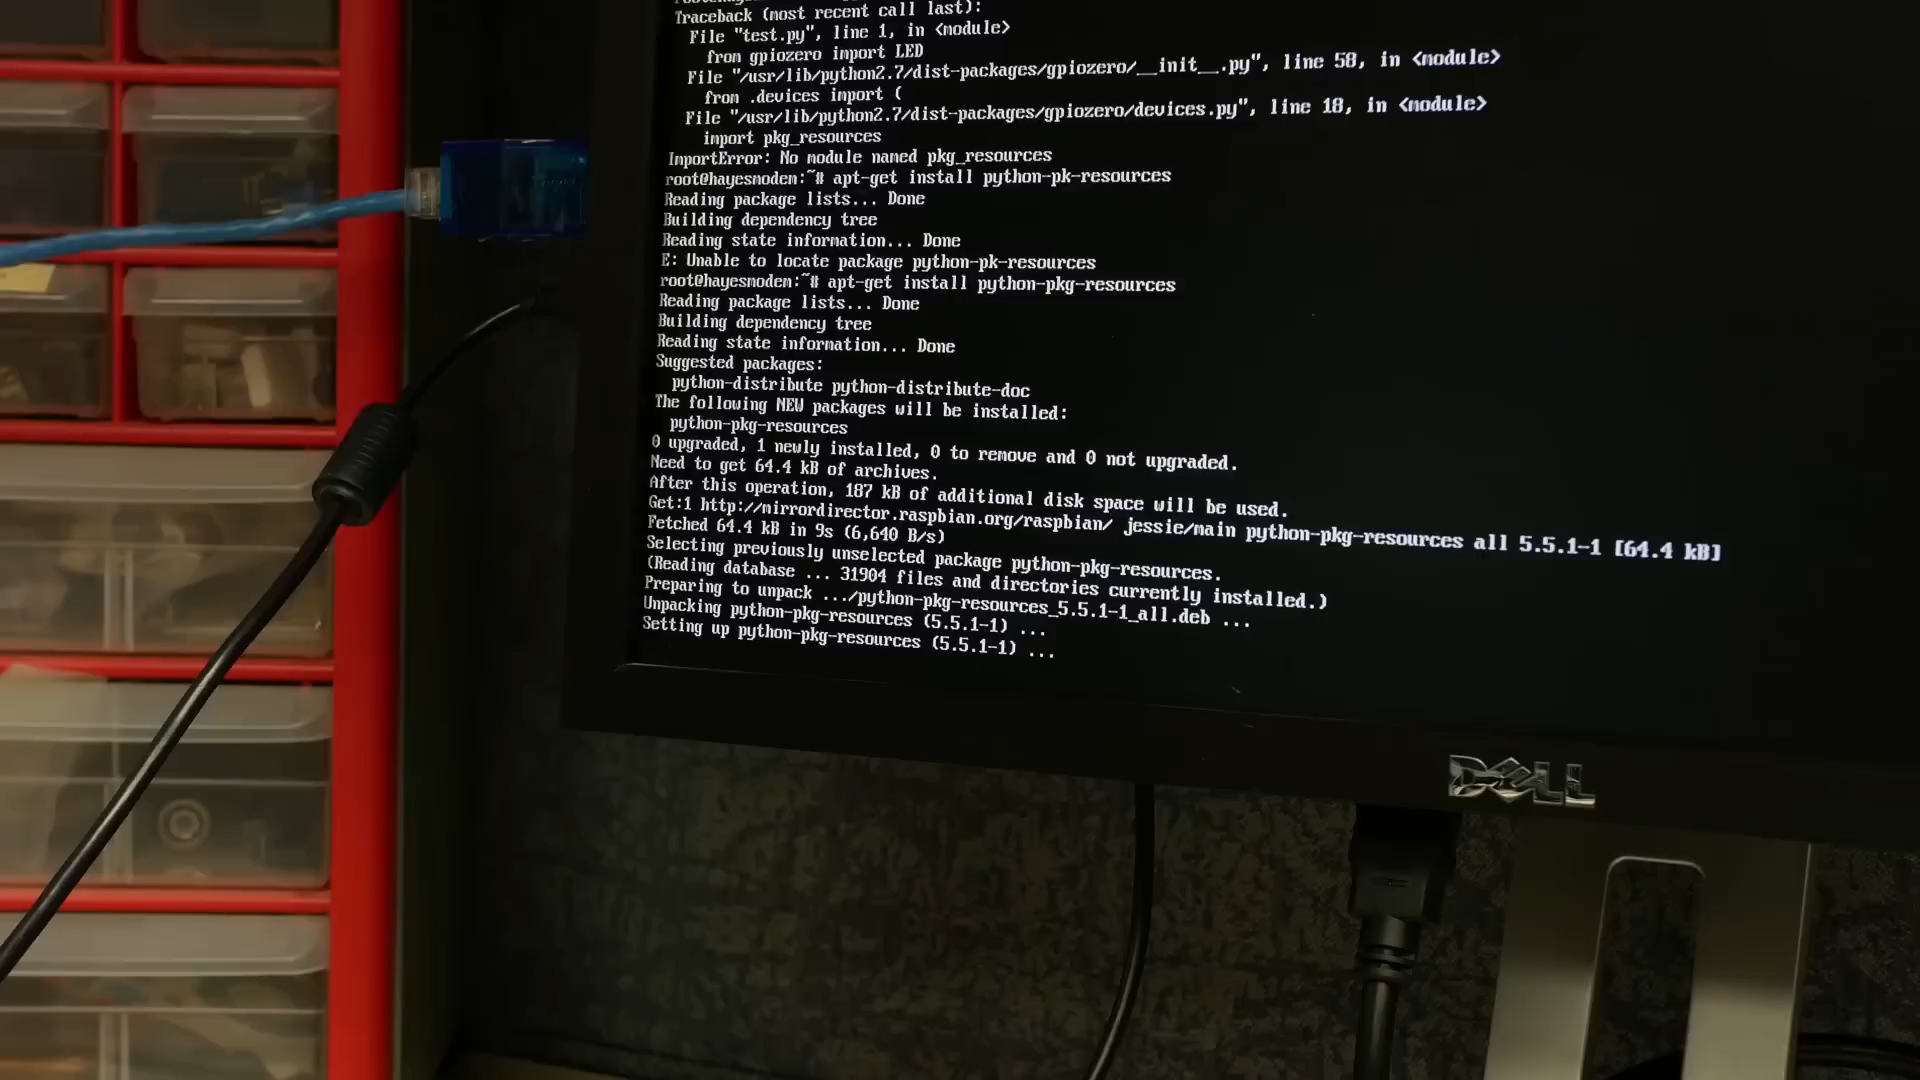 Traceback (most recent call last):
File "test.py", line 1, in <module>
from gpiozero import LED
File "/usr/lib/python2.7/dist-packages/gpiozero/__init__.py", line 58, in <module>
from .devices import (
File "/usr/lib/python2.7/dist-packages/gpiozero/devices.py", line 18, in <module>
import pkg_resources
ImportError: No module named pkg_resources
root@hayesmodem:~# apt-get install python-pk-resources
Reading package lists... Done
Building dependency tree
Reading state information... Done
E: Unable to locate package python-pk-resources
root@hayesmodem:~# apt-get install python-pkg-resources
Reading package lists... Done
Building dependency tree
Reading state information... Done
Suggested packages:
python-distribute python-distribute-doc
The following NEW packages will be installed:
python-pkg-resources
0 upgraded, 1 newly installed, 0 to remove and 0 not upgraded.
Need to get 64.4 kB of archives.
After this operation, 187 kB of additional disk space will be used.
Get:1 http://mirrordirector.raspbian.org/raspbian/ jessie/main python-pkg-resources all 5.5.1-1 [64.4 kB]
Fetched 64.4 kB in 9s (6,640 B/s)
Selecting previously unselected package python-pkg-resources.
(Reading database ... 31904 files and directories currently installed.)
Preparing to unpack .../python-pkg-resources_5.5.1-1_all.deb ...
Unpacking python-pkg-resources (5.5.1-1) ...
Setting up python-pkg-resources (5.5.1-1) ...
DELL